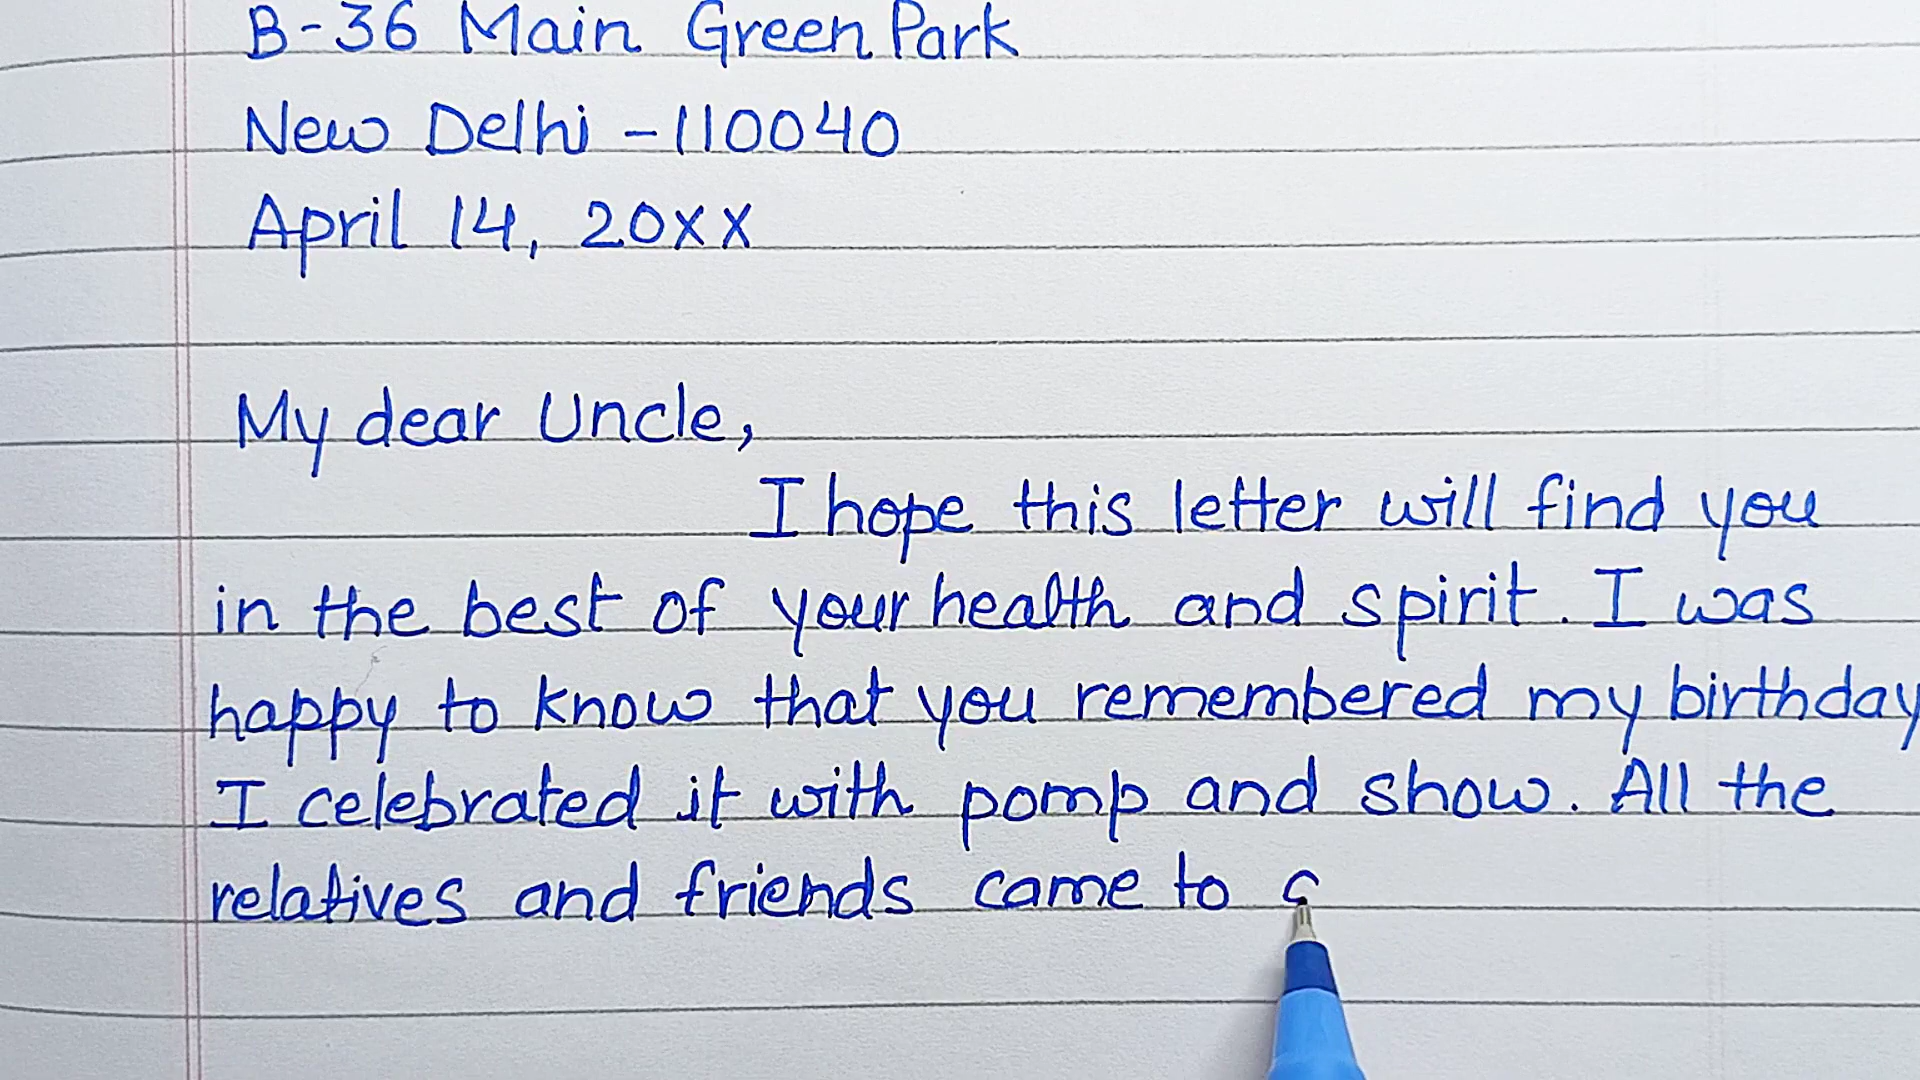 B-36 Main Green Park
New Delhi -110040
April 14, 20XX
My dear Uncle,
I hope this letter will find you
in the best of your health and spirit. I was
happy to know that you remembered my birthday
I celebrated it with pomp and show. All the
relatives and friends came to